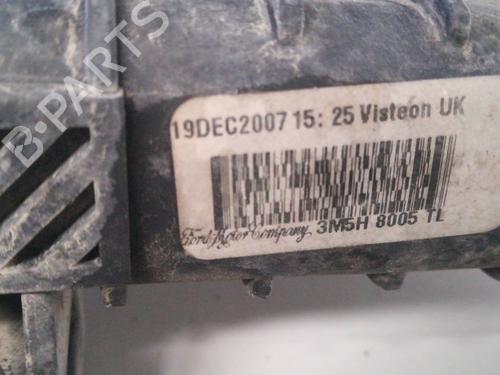 B-PARTS
19DEC2007 15: 25 Visteon UK
Ford Motor Company 3M5H 8005 TL